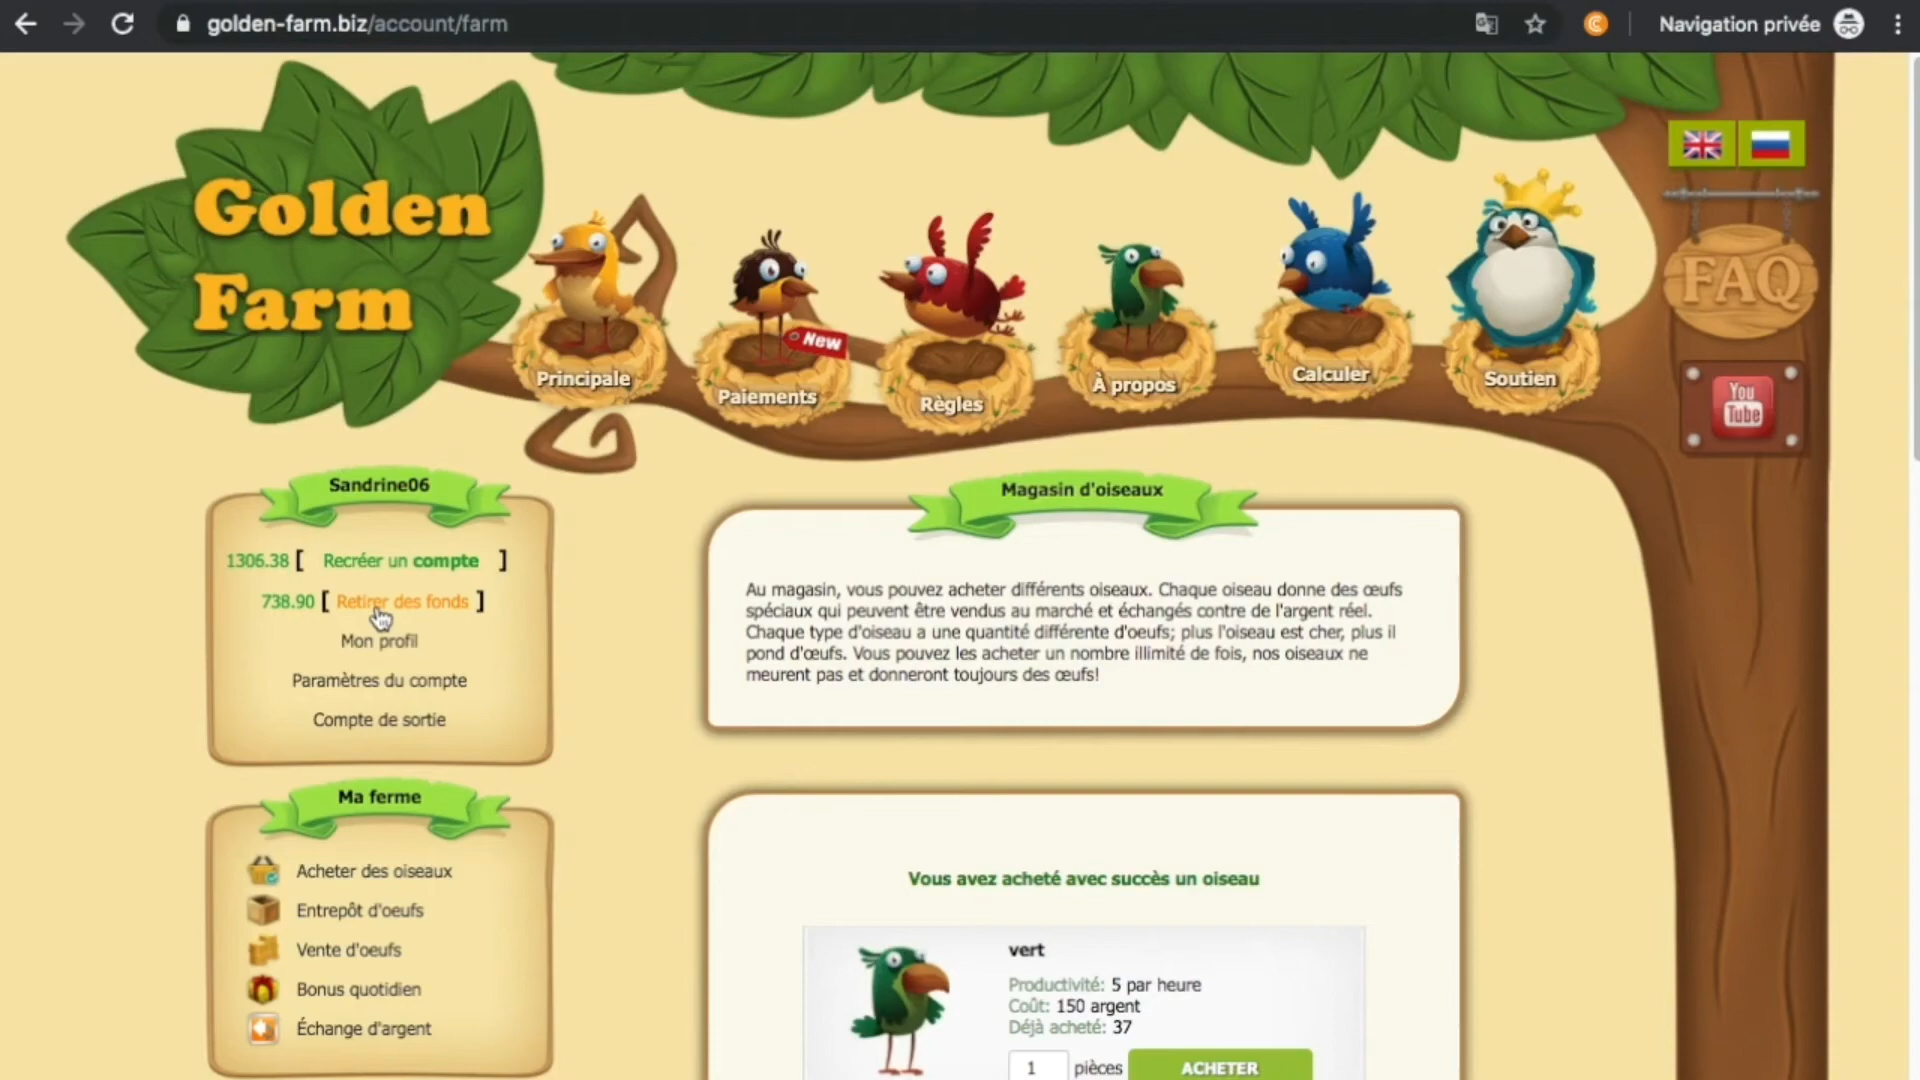 golden-farm.biz/account/farm
Navigation privée
Golden
Farm
Principale
Paiements
New
Règles
À propos
Calculer
Soutien
FAQ
You
Tube
Sandrine06
1306.38 [ Recréer un compte ]
738.90 [ Retirer des fonds ]
Mon profil
Paramètres du compte
Compte de sortie
Ma ferme
Acheter des oiseaux
Entrepôt d'oeufs
Vente d'oeufs
Bonus quotidien
Échange d'argent
Magasin d'oiseaux
Au magasin, vous pouvez acheter différents oiseaux. Chaque oiseau donne des œufs
spéciaux qui peuvent être vendus au marché et échangés contre de l'argent réel.
Chaque type d'oiseau a une quantité différente d'oeufs; plus l'oiseau est cher, plus il
pond d'œufs. Vous pouvez les acheter un nombre illimité de fois, nos oiseaux ne
meurent pas et donneront toujours des œufs!
Vous avez acheté avec succès un oiseau
vert
Productivité: 5 par heure
Coût: 150 argent
Déjà acheté: 37
1 pièces ACHETER